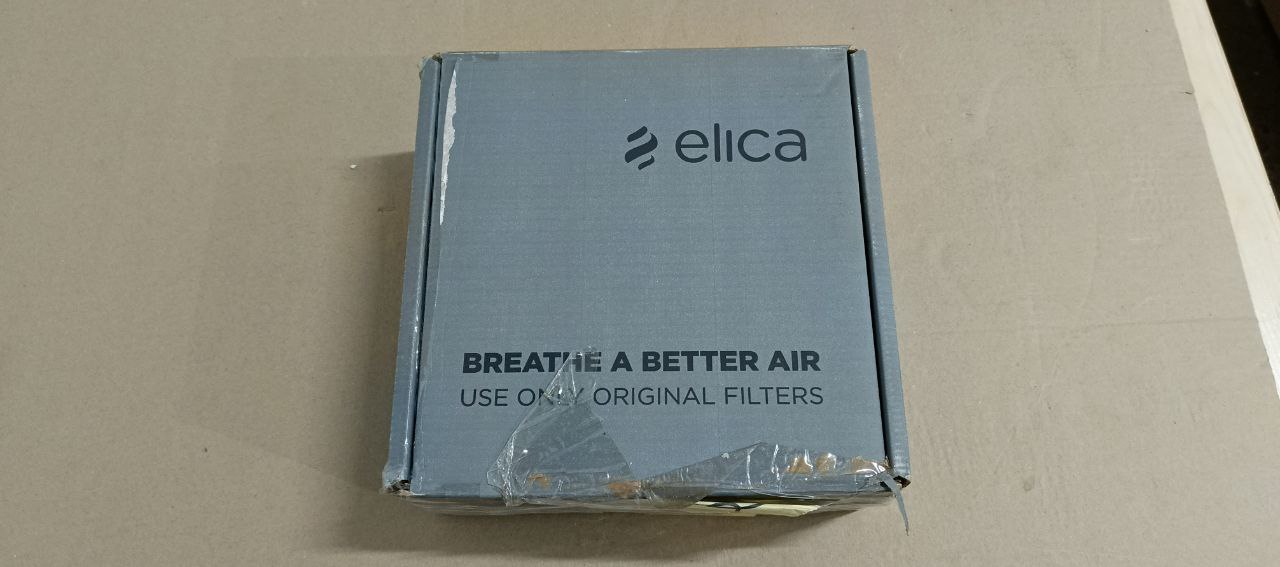 elica
BREATHE A BETTER AIR
USE ONLY ORIGINAL FILTERS